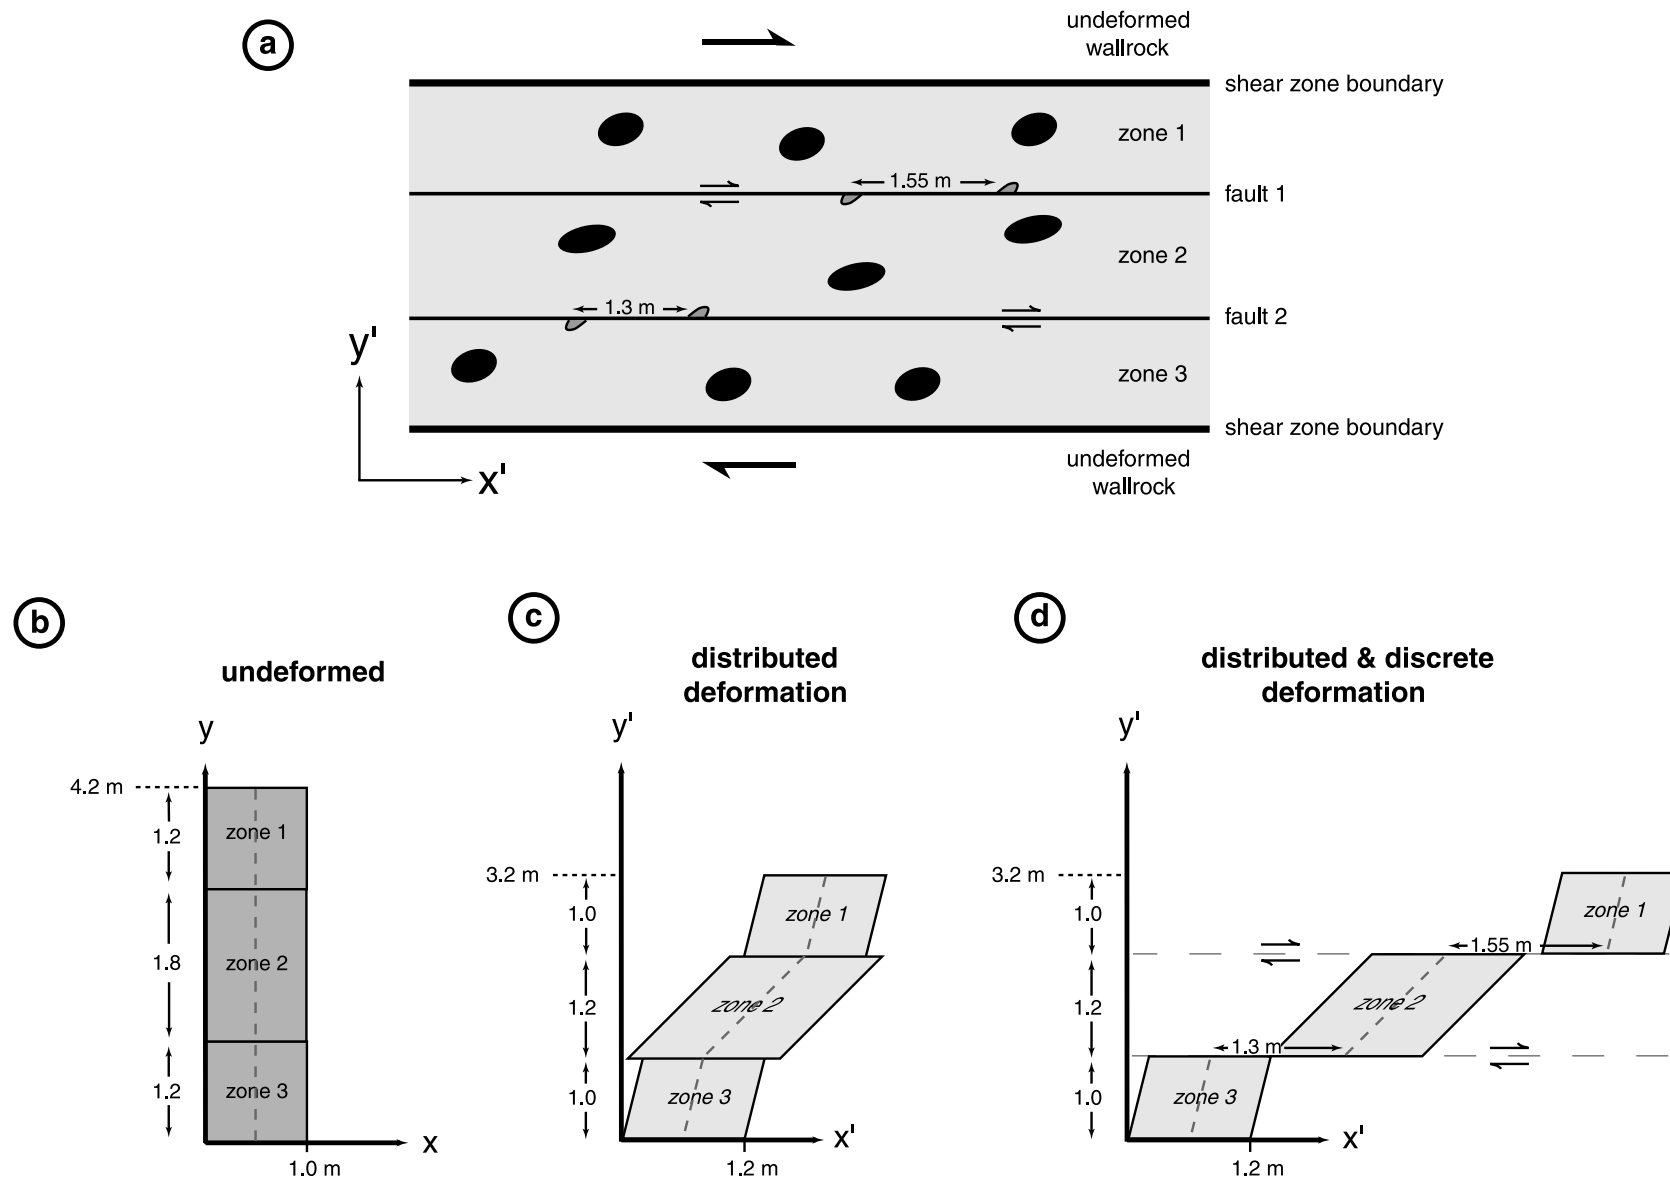 a
undeformed
wallrock
shear zone boundary
zone 1
1.55 m
fault 1
zone 2
1.3 m
fault 2
y'
zone 3
shear zone boundary
x'
undeformed
wallrock
b
undeformed
y
4.2 m
1.2
zone 1
1.8
zone 2
1.2
zone 3
x
1.0 m
c
distributed
deformation
y'
3.2 m
1.0
zone 1
1.2
zone 2
1.0
zone 3
x'
1.2 m
d
distributed & discrete
deformation
y'
3.2 m
1.0
zone 1
1.55 m
1.2
zone 2
1.3 m
1.0
zone 3
x'
1.2 m